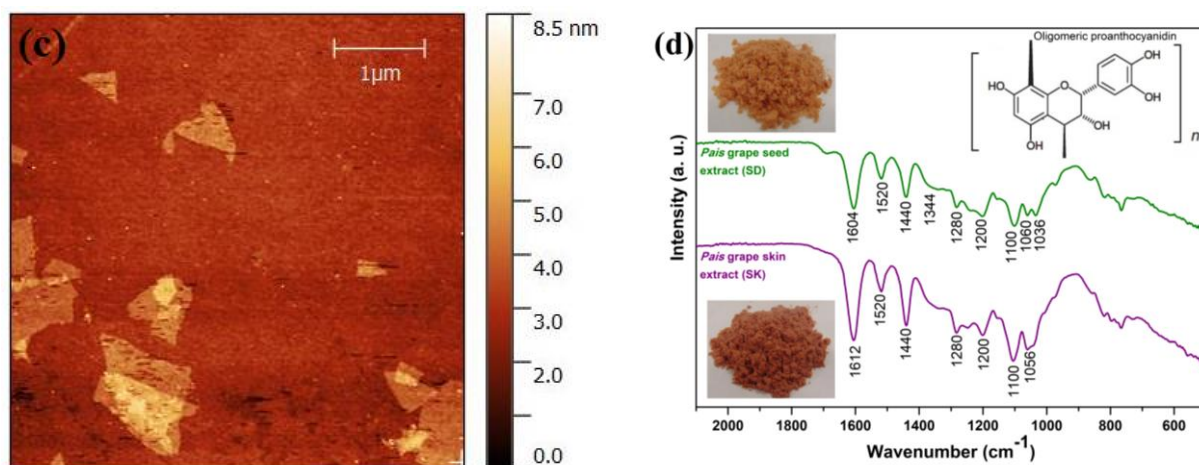 (c)
1µm
8.5 nm
7.0
6.0
5.0
4.0
3.0
2.0
0.0
(d)
Oligomeric proanthocyanidin
OH
HO
O
OH
OH
OH
n
Pais grape seed
extract (SD)
1604
1520
1440
1344
1280
1200
1100
1060
1036
Pais grape skin
extract (SK)
1612
1520
1440
1280
1200
1100
1056
Intensity (a. u.)
2000 1800 1600 1400 1200 1000 800 600
Wavenumber (cm⁻¹)